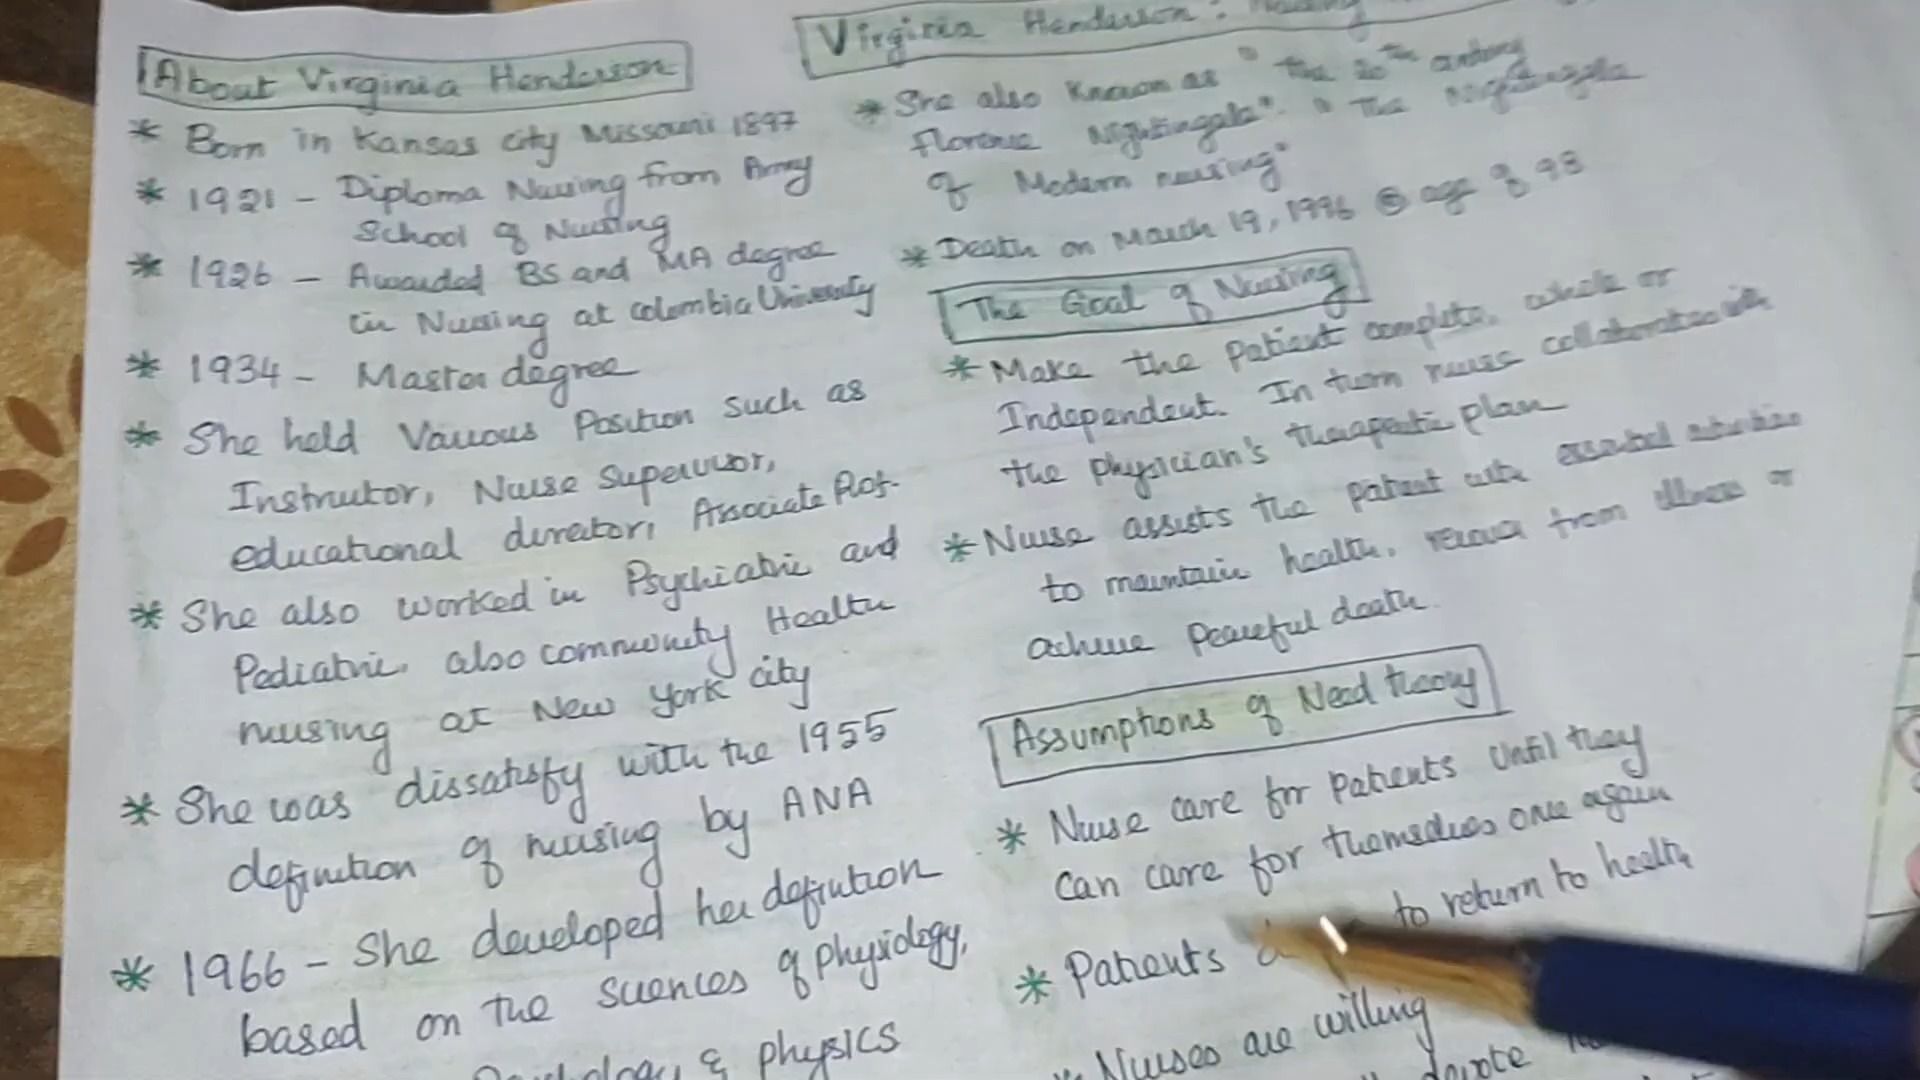 About Virginia Henderson
* Born in Kansas city Missouri 1897
* 1921 - Diploma Nursing from Army
School of Nursing
* 1926 - Awarded BS and MA degree
in Nursing at colombia University
* 1934 - Master degree
* She held Various Position such as
Instructor, Nurse supervisor,
educational director, Associate Prof.
* She also worked in Psychiatric and
Pediatric, also community Health
nursing at New York city
* She was dissatisfy with the 1955
definition of nursing by ANA
* 1966 - She developed her definition
based on the sciences of physiology,
Psychology & physics
Virginia Henderson:
* She also known as "the 20th century
Florence Nightingale". "The Nightingale
of Modern nursing"
* Death on March 19, 1996 @ age of 98
The Goal of Nursing
* Make the patient complete, whole or
Independent. In turn nurse collaborates with
the physician's therapeutic plan
* Nurse assists the patient with essential activities
to maintain health, recover from illness or
achieve peaceful death.
Assumptions of Need theory
* Nurse care for patients until they
can care for themselves once again
* Patients to return to health
* Nurses are willing
devote